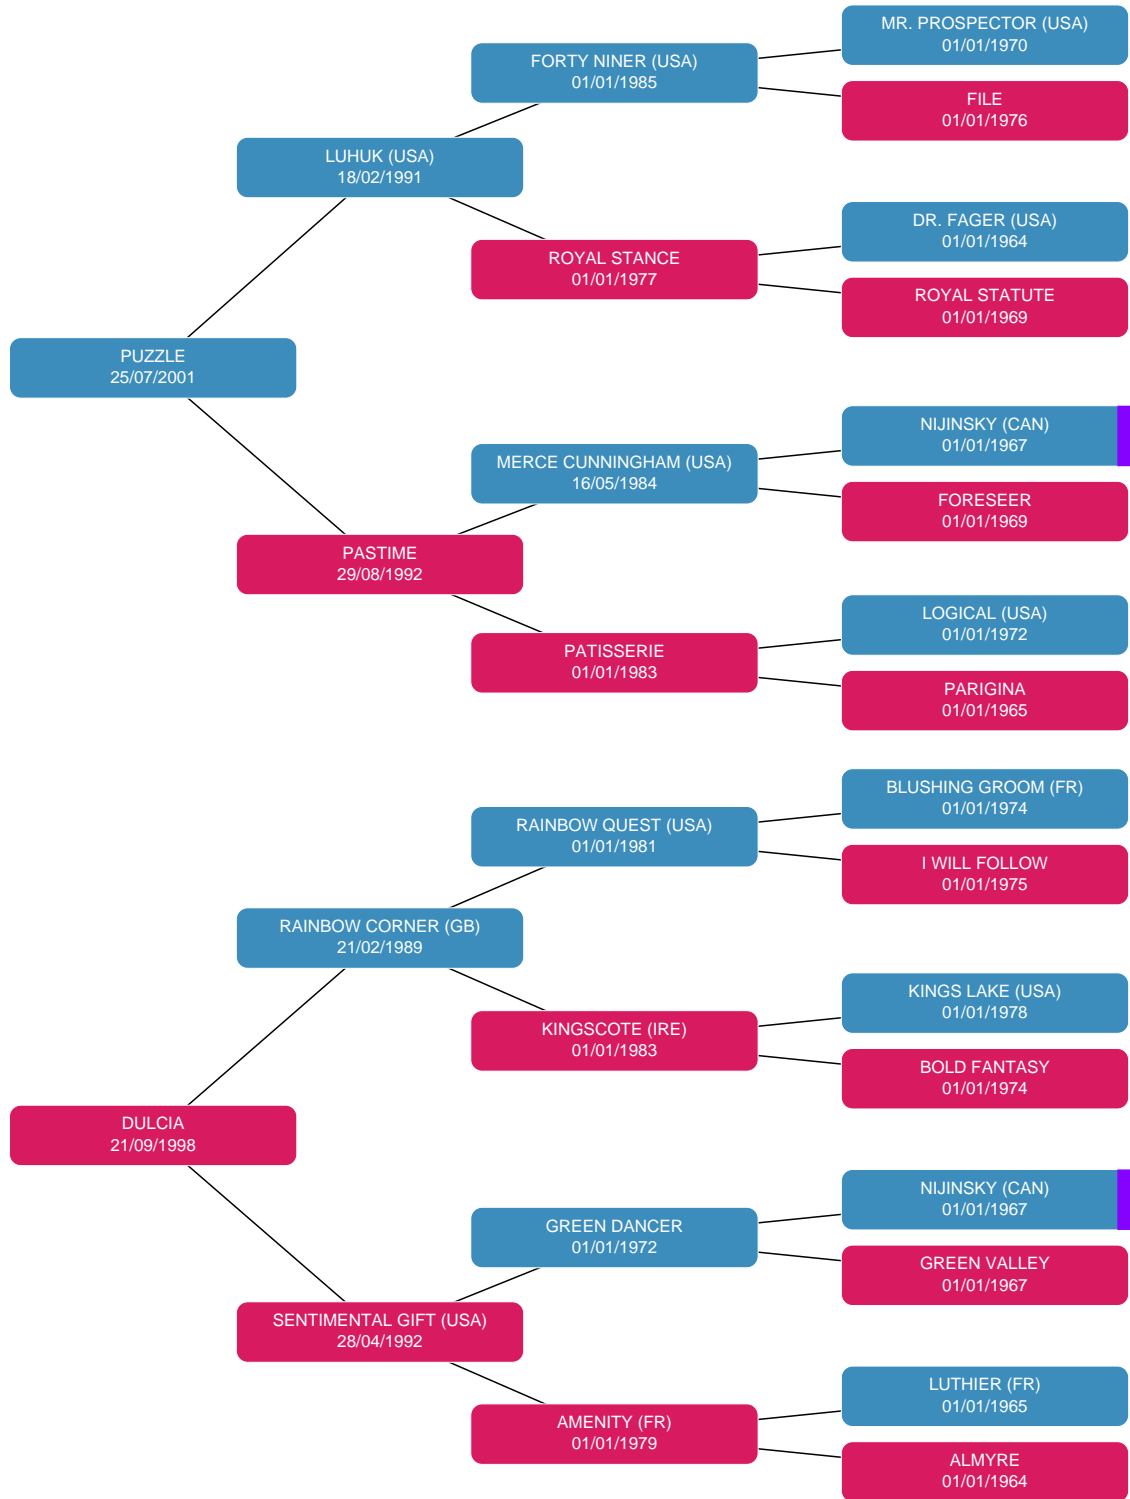 MR. PROSPECTOR (USA)
01/01/1970
FORTY NINER (USA)
01/01/1985
FILE
01/01/1976
LUHUK (USA)
18/02/1991
DR. FAGER (USA)
01/01/1964
ROYAL STANCE
01/01/1977
ROYAL STATUTE
01/01/1969
PUZZLE
25/07/2001
NIJINSKY (CAN)
01/01/1967
MERCE CUNNINGHAM (USA)
16/05/1984
FORESEER
01/01/1969
PASTIME
29/08/1992
LOGICAL (USA)
01/01/1972
PATISSERIE
01/01/1983
PARIGINA
01/01/1965
BLUSHING GROOM (FR)
01/01/1974
RAINBOW QUEST (USA)
01/01/1981
I WILL FOLLOW
01/01/1975
RAINBOW CORNER (GB)
21/02/1989
KINGS LAKE (USA)
01/01/1978
KINGSCOTE (IRE)
01/01/1983
BOLD FANTASY
01/01/1974
DULCIA
21/09/1998
NIJINSKY (CAN)
01/01/1967
GREEN DANCER
01/01/1972
GREEN VALLEY
01/01/1967
SENTIMENTAL GIFT (USA)
28/04/1992
LUTHIER (FR)
01/01/1965
AMENITY (FR)
01/01/1979
ALMYRE
01/01/1964